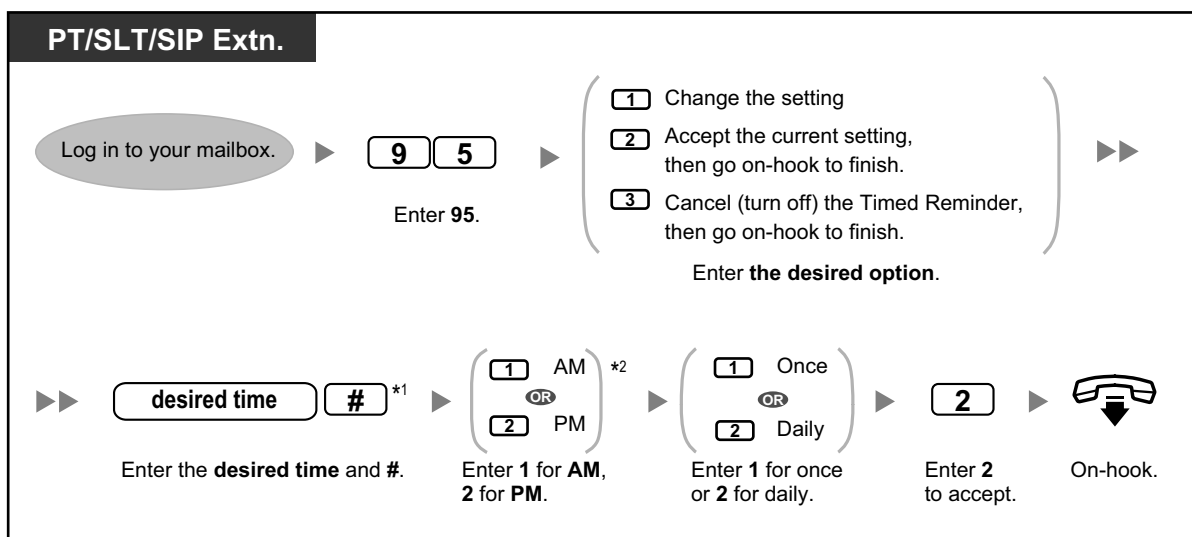 PT/SLT/SIP Extn.
Log in to your mailbox.
9 5
Enter 95.
1 Change the setting
2 Accept the current setting,
then go on-hook to finish.
3 Cancel (turn off) the Timed Reminder,
then go on-hook to finish.
Enter the desired option.
desired time # *1
Enter the desired time and #.
1 AM *2
OR
2 PM
Enter 1 for AM,
2 for PM.
1 Once
OR
2 Daily
Enter 1 for once
or 2 for daily.
2
Enter 2
to accept.
On-hook.